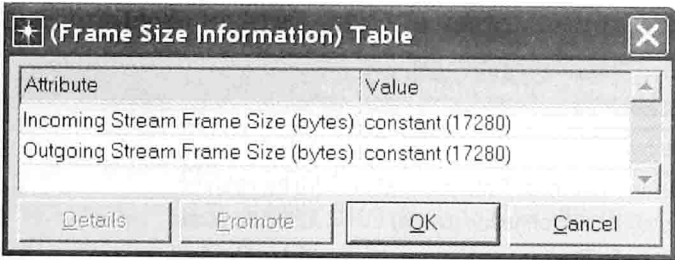 (Frame Size Information) Table
Attribute Value
Incoming Stream Frame Size (bytes) constant (17280)
Outgoing Stream Frame Size (bytes) constant (17280)
Details Promote OK Cancel